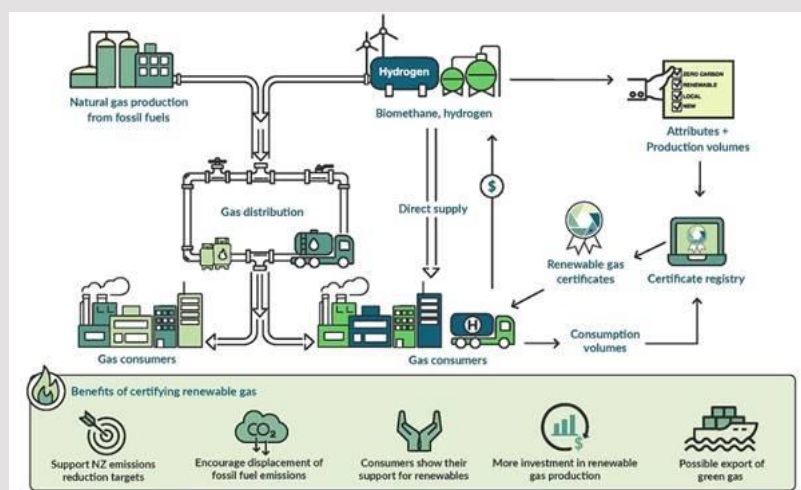 Natural gas production
from fossil fuels
Hydrogen
Biomethane, hydrogen
ZERO CARBON
RENEWABLE
LOCAL
NEW
Attributes +
Production volumes
Gas distribution
Direct supply
$
Renewable gas
certificates
Certificate registry
Gas consumers
H
Gas consumers
Consumption
volumes
Benefits of certifying renewable gas
Support NZ emissions
reduction targets
CO2
Encourage displacement of
fossil fuel emissions
Consumers show their
support for renewables
$
More investment in renewable
gas production
Possible export of
green gas